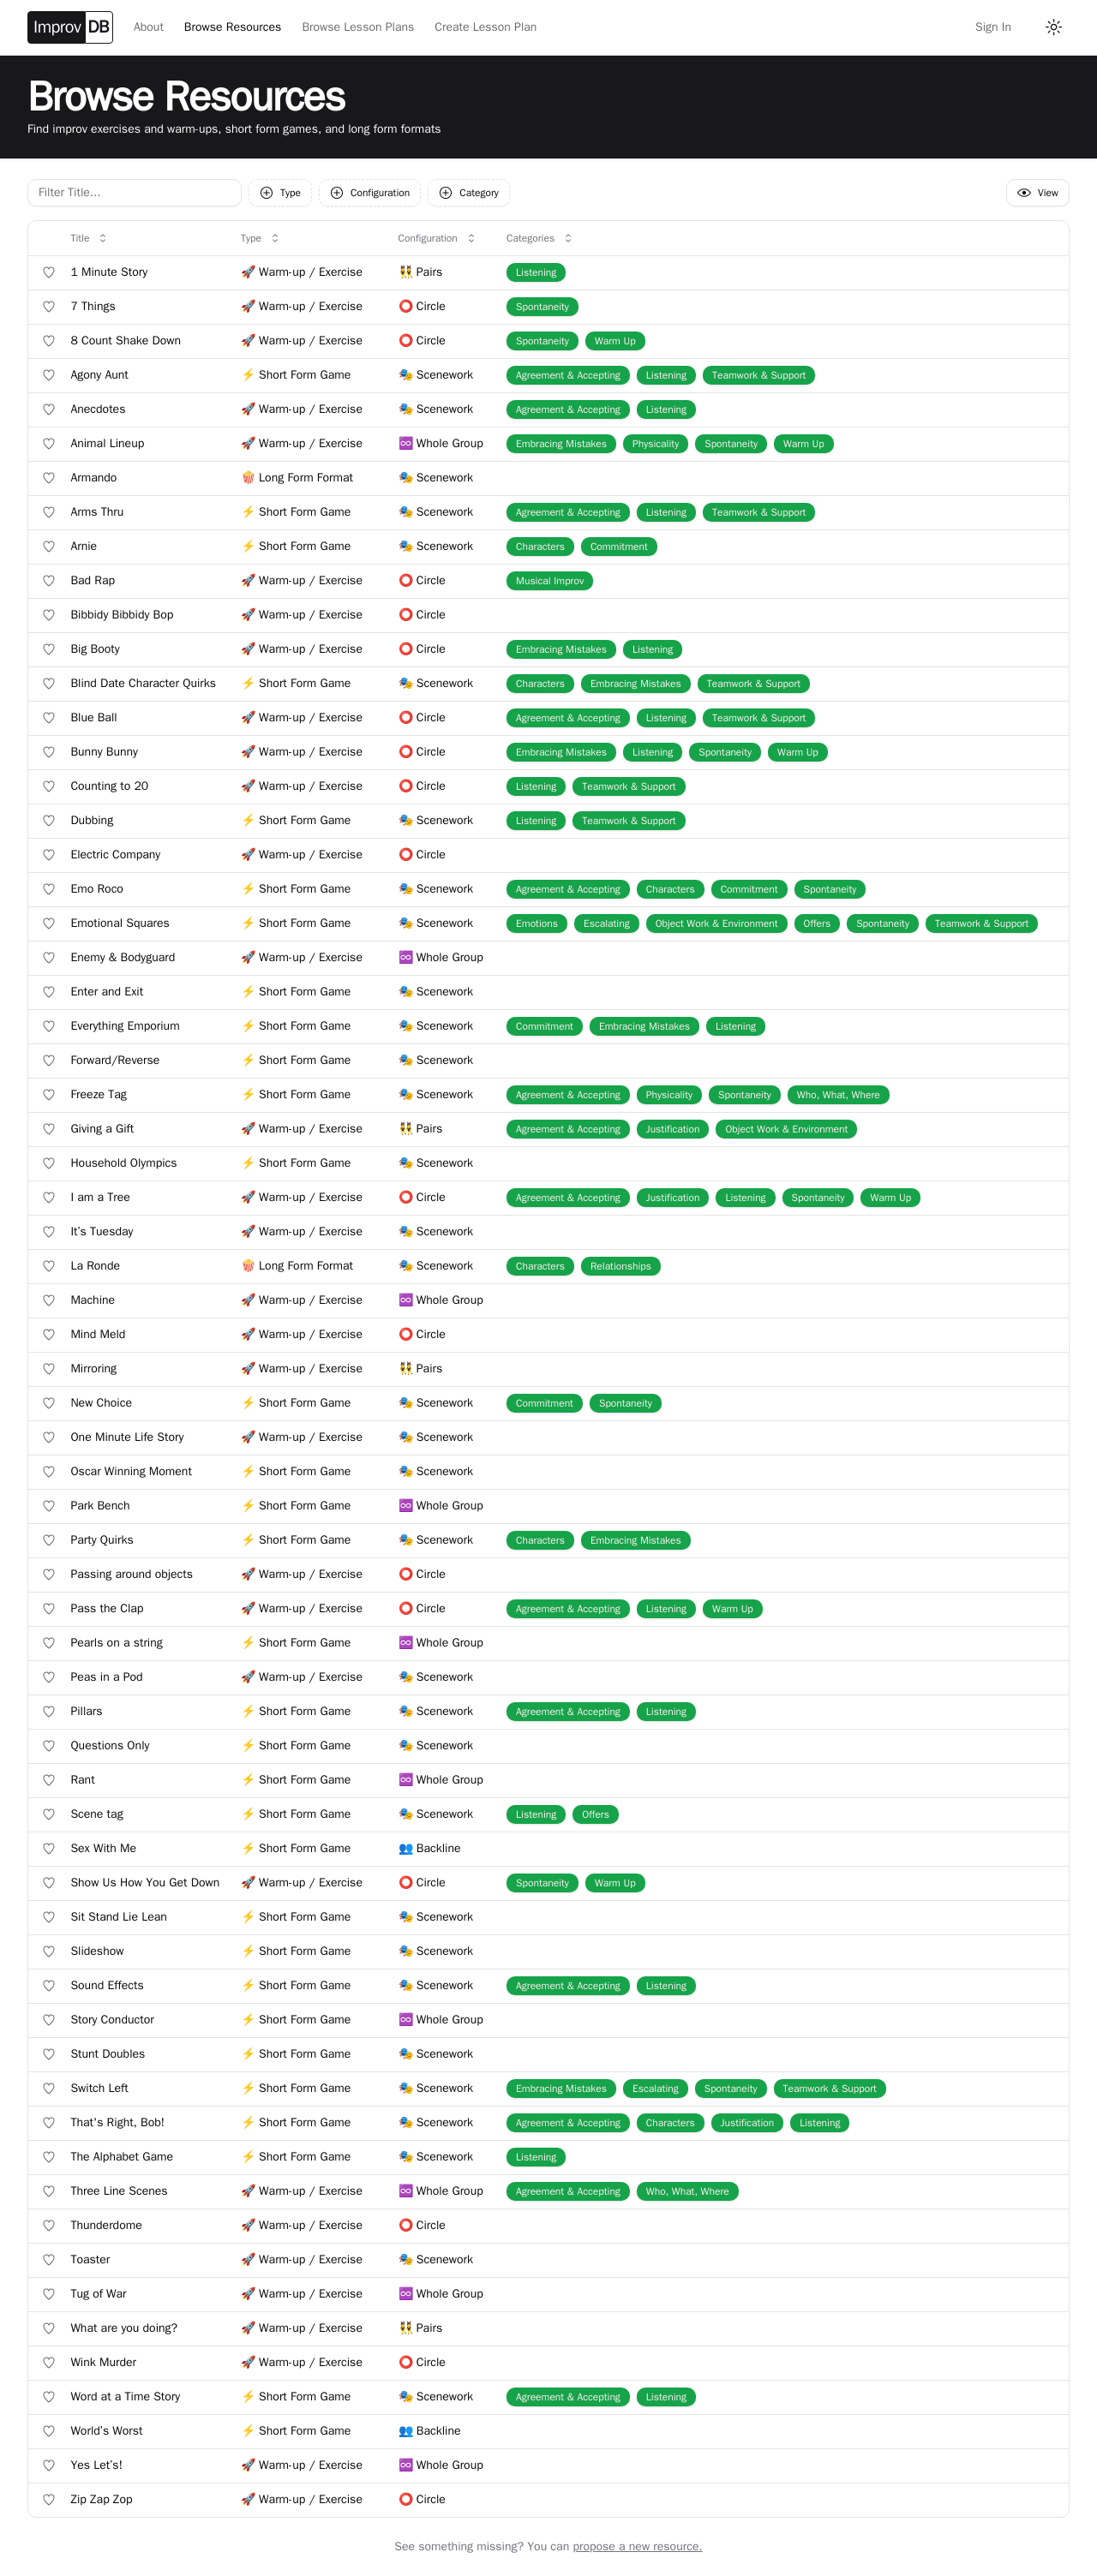 Improv DB About Browse Resources Browse Lesson Plans Create Lesson Plan Sign In
Browse Resources
Find improv exercises and warm-ups, short form games, and long form formats
Filter Title... Type Configuration Category View
Title Type Configuration Categories
1 Minute Story 🚀 Warm-up / Exercise 👯 Pairs Listening
7 Things 🚀 Warm-up / Exercise ⭕ Circle Spontaneity
8 Count Shake Down 🚀 Warm-up / Exercise ⭕ Circle Spontaneity Warm Up
Agony Aunt ⚡ Short Form Game 🎭 Scenework Agreement & Accepting Listening Teamwork & Support
Anecdotes 🚀 Warm-up / Exercise 🎭 Scenework Agreement & Accepting Listening
Animal Lineup 🚀 Warm-up / Exercise ♾️ Whole Group Embracing Mistakes Physicality Spontaneity Warm Up
Armando 🍿 Long Form Format 🎭 Scenework
Arms Thru ⚡ Short Form Game 🎭 Scenework Agreement & Accepting Listening Teamwork & Support
Arnie ⚡ Short Form Game 🎭 Scenework Characters Commitment
Bad Rap 🚀 Warm-up / Exercise ⭕ Circle Musical Improv
Bibbidy Bibbidy Bop 🚀 Warm-up / Exercise ⭕ Circle
Big Booty 🚀 Warm-up / Exercise ⭕ Circle Embracing Mistakes Listening
Blind Date Character Quirks ⚡ Short Form Game 🎭 Scenework Characters Embracing Mistakes Teamwork & Support
Blue Ball 🚀 Warm-up / Exercise ⭕ Circle Agreement & Accepting Listening Teamwork & Support
Bunny Bunny 🚀 Warm-up / Exercise ⭕ Circle Embracing Mistakes Listening Spontaneity Warm Up
Counting to 20 🚀 Warm-up / Exercise ⭕ Circle Listening Teamwork & Support
Dubbing ⚡ Short Form Game 🎭 Scenework Listening Teamwork & Support
Electric Company 🚀 Warm-up / Exercise ⭕ Circle
Emo Roco ⚡ Short Form Game 🎭 Scenework Agreement & Accepting Characters Commitment Spontaneity
Emotional Squares ⚡ Short Form Game 🎭 Scenework Emotions Escalating Object Work & Environment Offers Spontaneity Teamwork & Support
Enemy & Bodyguard 🚀 Warm-up / Exercise ♾️ Whole Group
Enter and Exit ⚡ Short Form Game 🎭 Scenework
Everything Emporium ⚡ Short Form Game 🎭 Scenework Commitment Embracing Mistakes Listening
Forward/Reverse ⚡ Short Form Game 🎭 Scenework
Freeze Tag ⚡ Short Form Game 🎭 Scenework Agreement & Accepting Physicality Spontaneity Who, What, Where
Giving a Gift 🚀 Warm-up / Exercise 👯 Pairs Agreement & Accepting Justification Object Work & Environment
Household Olympics ⚡ Short Form Game 🎭 Scenework
I am a Tree 🚀 Warm-up / Exercise ⭕ Circle Agreement & Accepting Justification Listening Spontaneity Warm Up
It's Tuesday 🚀 Warm-up / Exercise 🎭 Scenework
La Ronde 🍿 Long Form Format 🎭 Scenework Characters Relationships
Machine 🚀 Warm-up / Exercise ♾️ Whole Group
Mind Meld 🚀 Warm-up / Exercise ⭕ Circle
Mirroring 🚀 Warm-up / Exercise 👯 Pairs
New Choice ⚡ Short Form Game 🎭 Scenework Commitment Spontaneity
One Minute Life Story 🚀 Warm-up / Exercise 🎭 Scenework
Oscar Winning Moment ⚡ Short Form Game 🎭 Scenework
Park Bench ⚡ Short Form Game ♾️ Whole Group
Party Quirks ⚡ Short Form Game 🎭 Scenework Characters Embracing Mistakes
Passing around objects 🚀 Warm-up / Exercise ⭕ Circle
Pass the Clap 🚀 Warm-up / Exercise ⭕ Circle Agreement & Accepting Listening Warm Up
Pearls on a string ⚡ Short Form Game ♾️ Whole Group
Peas in a Pod 🚀 Warm-up / Exercise 🎭 Scenework
Pillars ⚡ Short Form Game 🎭 Scenework Agreement & Accepting Listening
Questions Only ⚡ Short Form Game 🎭 Scenework
Rant ⚡ Short Form Game ♾️ Whole Group
Scene tag ⚡ Short Form Game 🎭 Scenework Listening Offers
Sex With Me ⚡ Short Form Game 👥 Backline
Show Us How You Get Down 🚀 Warm-up / Exercise ⭕ Circle Spontaneity Warm Up
Sit Stand Lie Lean ⚡ Short Form Game 🎭 Scenework
Slideshow ⚡ Short Form Game 🎭 Scenework
Sound Effects ⚡ Short Form Game 🎭 Scenework Agreement & Accepting Listening
Story Conductor ⚡ Short Form Game ♾️ Whole Group
Stunt Doubles ⚡ Short Form Game 🎭 Scenework
Switch Left ⚡ Short Form Game 🎭 Scenework Embracing Mistakes Escalating Spontaneity Teamwork & Support
That's Right, Bob! ⚡ Short Form Game 🎭 Scenework Agreement & Accepting Characters Justification Listening
The Alphabet Game ⚡ Short Form Game 🎭 Scenework Listening
Three Line Scenes 🚀 Warm-up / Exercise ♾️ Whole Group Agreement & Accepting Who, What, Where
Thunderdome 🚀 Warm-up / Exercise ⭕ Circle
Toaster 🚀 Warm-up / Exercise 🎭 Scenework
Tug of War 🚀 Warm-up / Exercise ♾️ Whole Group
What are you doing? 🚀 Warm-up / Exercise 👯 Pairs
Wink Murder 🚀 Warm-up / Exercise ⭕ Circle
Word at a Time Story ⚡ Short Form Game 🎭 Scenework Agreement & Accepting Listening
World's Worst ⚡ Short Form Game 👥 Backline
Yes Let's! 🚀 Warm-up / Exercise ♾️ Whole Group
Zip Zap Zop 🚀 Warm-up / Exercise ⭕ Circle
See something missing? You can propose a new resource.